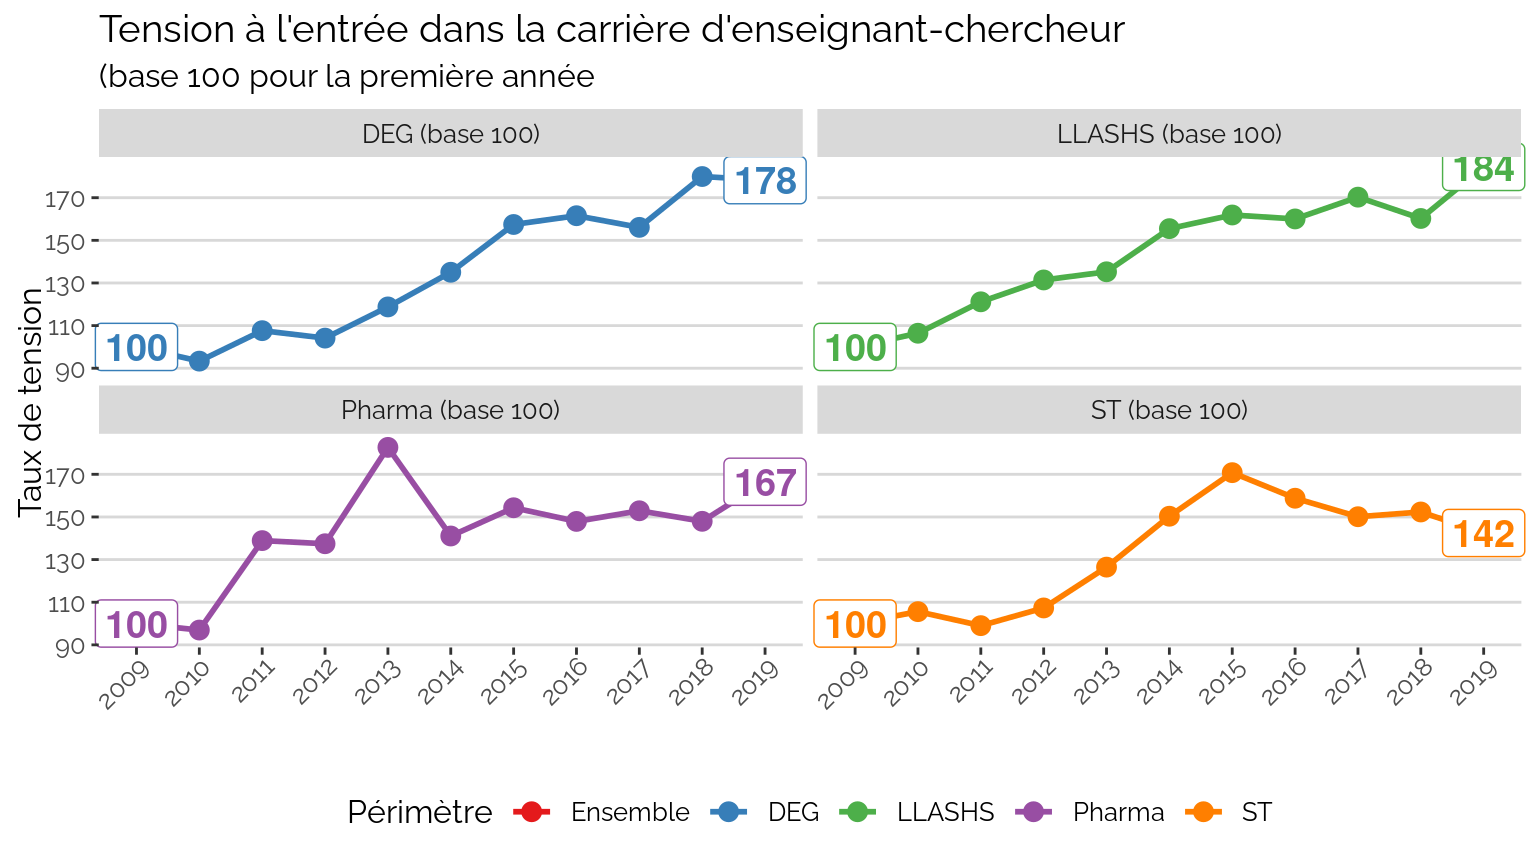 Tension à l'entrée dans la carrière d'enseignant-chercheur
(base 100 pour la première année
DEG (base 100)
LLASHS (base 100)
Taux de tension
170
150
130
110
90
100
178
100
184
Pharma (base 100)
ST (base 100)
170
150
130
110
90
100
167
100
142
2009 2010 2011 2012 2013 2014 2015 2016 2017 2018 2019
2009 2010 2011 2012 2013 2014 2015 2016 2017 2018 2019
Périmètre Ensemble DEG LLASHS Pharma ST